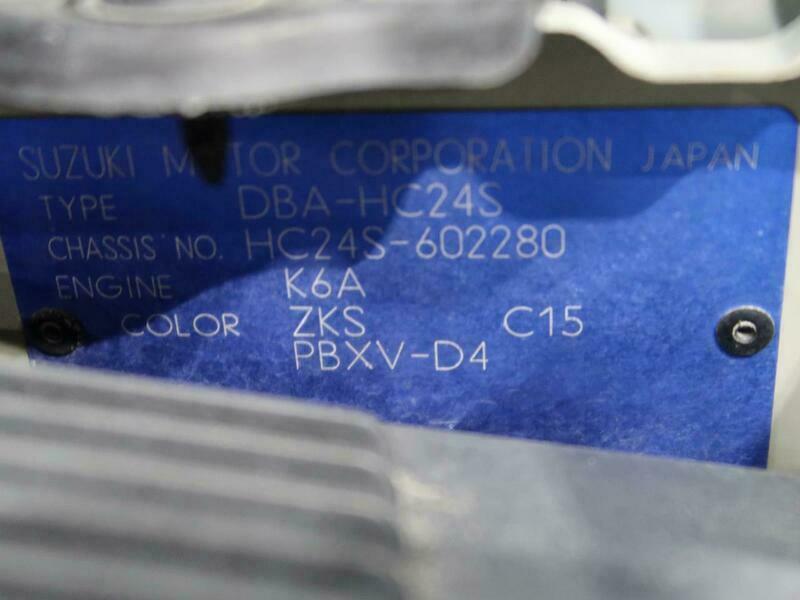 SUZUKI MOTOR CORPORATION JAPAN
TYPE DBA-HC24S
CHASSIS NO. HC24S-602280
ENGINE K6A
COLOR ZKS C15
PBXV-D4